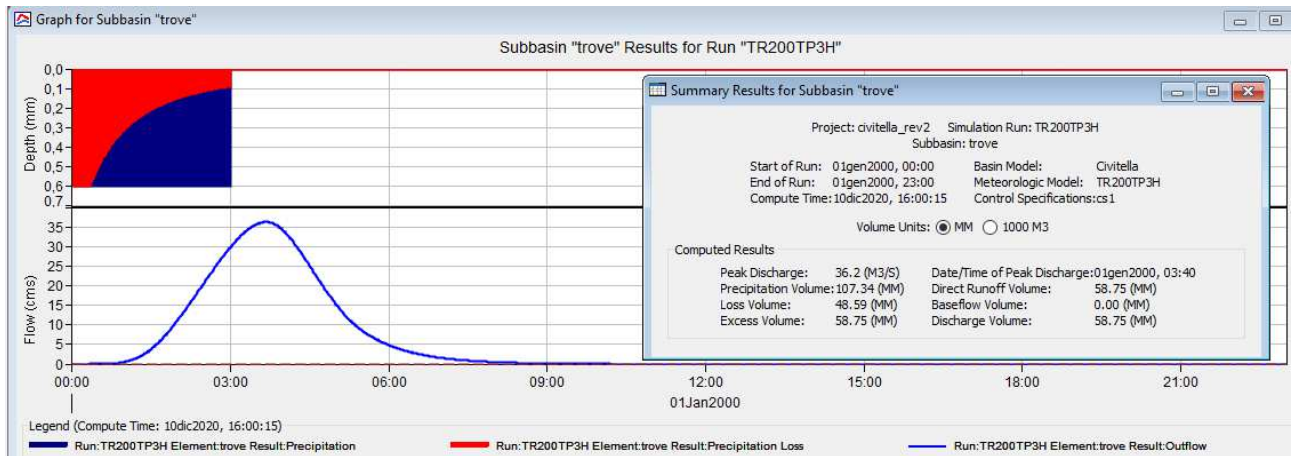 Graph for Subbasin "trove"
Subbasin "trove" Results for Run "TR200TP3H"
Depth (mm)
0,0
0,1
0,2
0,3
0,4
0,5
0,6
0,7
Summary Results for Subbasin "trove"
Project: civitella_rev2 Simulation Run: TR200TP3H
Subbasin: trove
Start of Run: 01gen2000, 00:00 Basin Model: Civitella
End of Run: 01gen2000, 23:00 Meteorologic Model: TR200TP3H
Compute Time:10dic2020, 16:00:15 Control Specifications:cs1
Volume Units: MM 1000 M3
Computed Results
Peak Discharge: 36.2 (M3/S) Date/Time of Peak Discharge:01gen2000, 03:40
Precipitation Volume:107.34 (MM) Direct Runoff Volume: 58.75 (MM)
Loss Volume: 48.59 (MM) Baseflow Volume: 0.00 (MM)
Excess Volume: 58.75 (MM) Discharge Volume: 58.75 (MM)
Flow (cms)
35
30
25
20
15
10
5
0
00:00 03:00 06:00 09:00 12:00 15:00 18:00 21:00
01Jan2000
Legend (Compute Time: 10dic2020, 16:00:15)
Run:TR200TP3H Element:trove Result:Precipitation Run:TR200TP3H Element:trove Result:Precipitation Loss Run:TR200TP3H Element:trove Result:Outflow